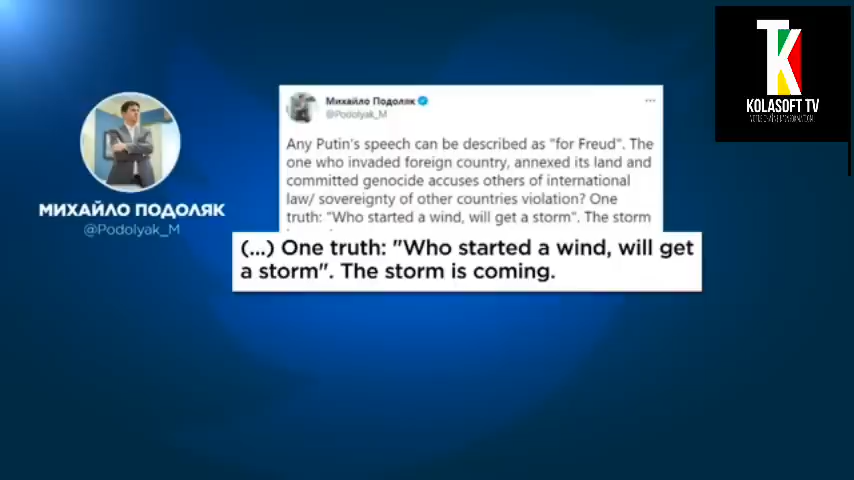 TK
KOLASOFT TV
Михайло Подоляк
@Podolyak_M
Any Putin's speech can be described as "for Freud". The
one who invaded foreign country, annexed its land and
committed genocide accuses others of international
law/ sovereignty of other countries violation? One
truth: "Who started a wind, will get a storm". The storm
МИХАЙЛО ПОДОЛЯК
@Podolyak_M
(...) One truth: "Who started a wind, will get
a storm". The storm is coming.